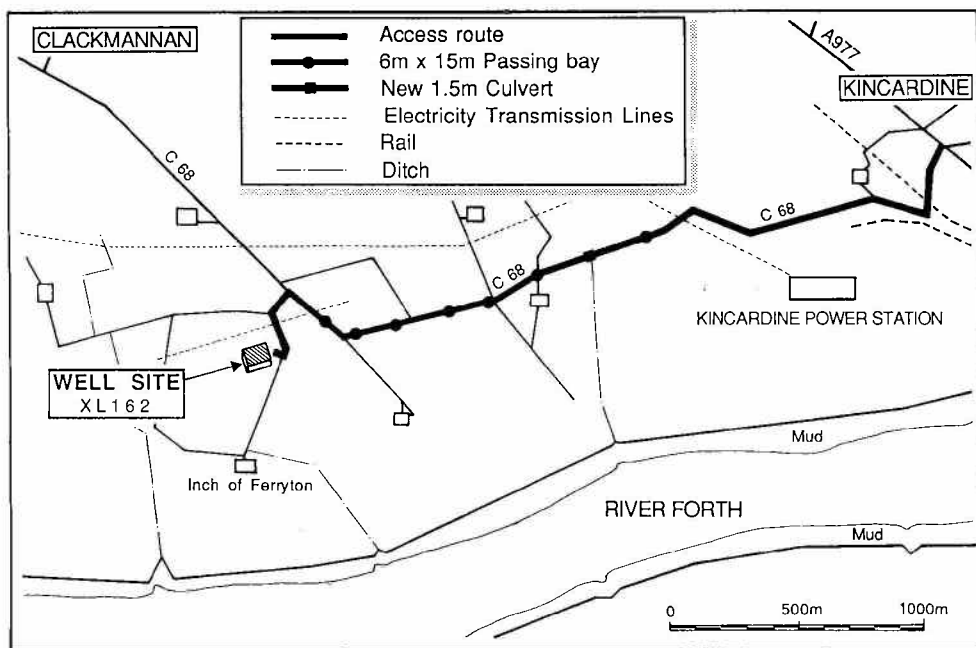 CLACKMANNAN
Access route
6m x 15m Passing bay
New 1.5m Culvert
Electricity Transmission Lines
Rail
Ditch
A977
KINCARDINE
C 68
C 68
C 68
KINCARDINE POWER STATION
WELL SITE
XL162
Inch of Ferryton
Mud
RIVER FORTH
Mud
0 500m 1000m